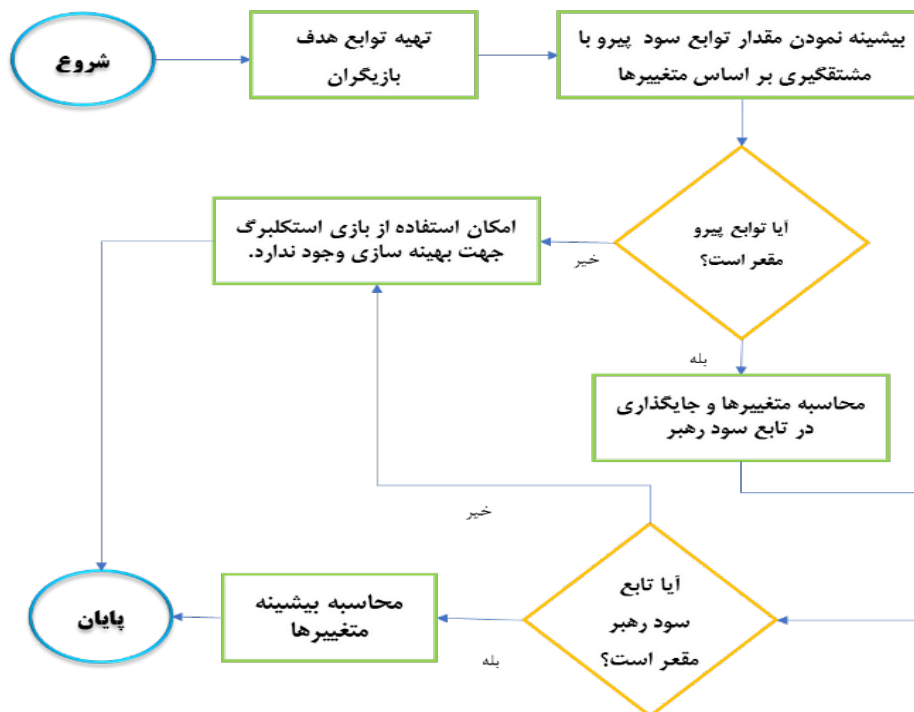 شروع
تهیه توابع هدف
بازیگران
بیشینه نمودن مقدار توابع سود پیرو با
مشتقگیری بر اساس متغییرها
آیا توابع پیرو
مقعر است؟
خیر
امکان استفاده از بازی استکلبرگ
جهت بهینه سازی وجود ندارد.
بله
محاسبه متغییرها و جایگذاری
در تابع سود رهبر
آیا تابع
سود رهبر
مقعر است؟
خیر
بله
محاسبه بیشینه
متغییرها
پایان